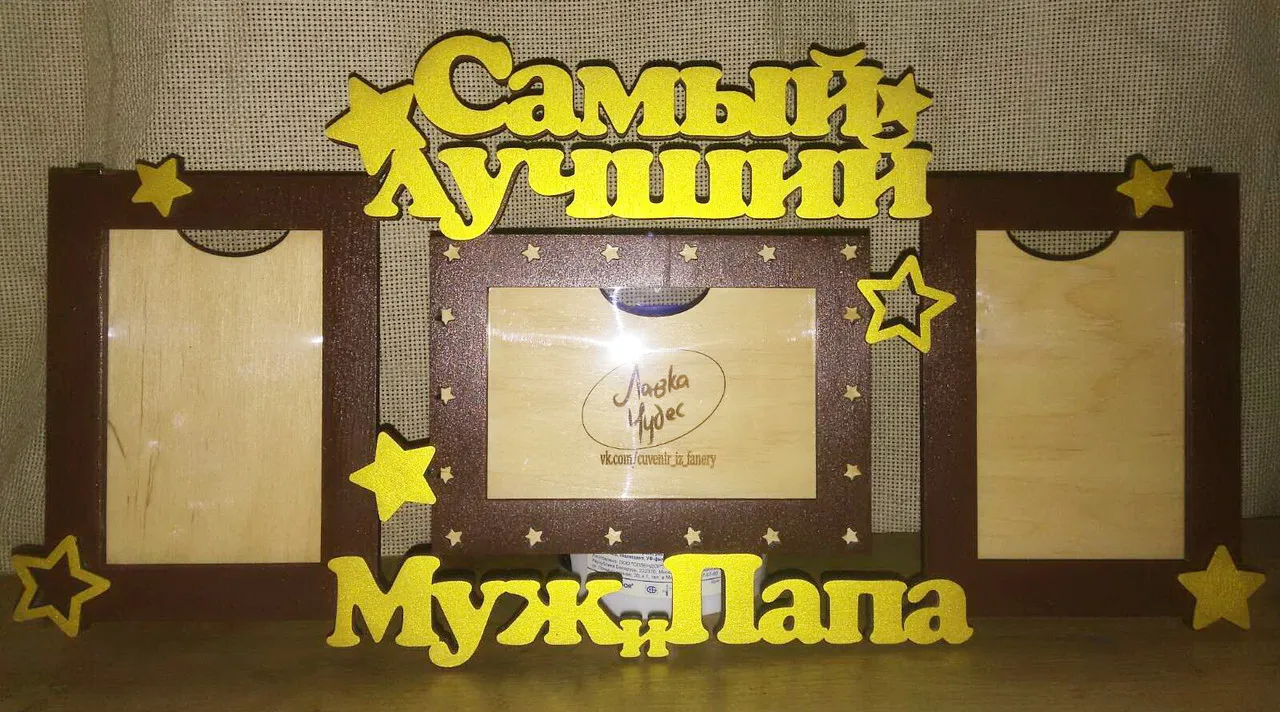 Самый
Лучший
Лавка
Чудес
vk.com/cuvenir_iz_fanery
Муж и Папа